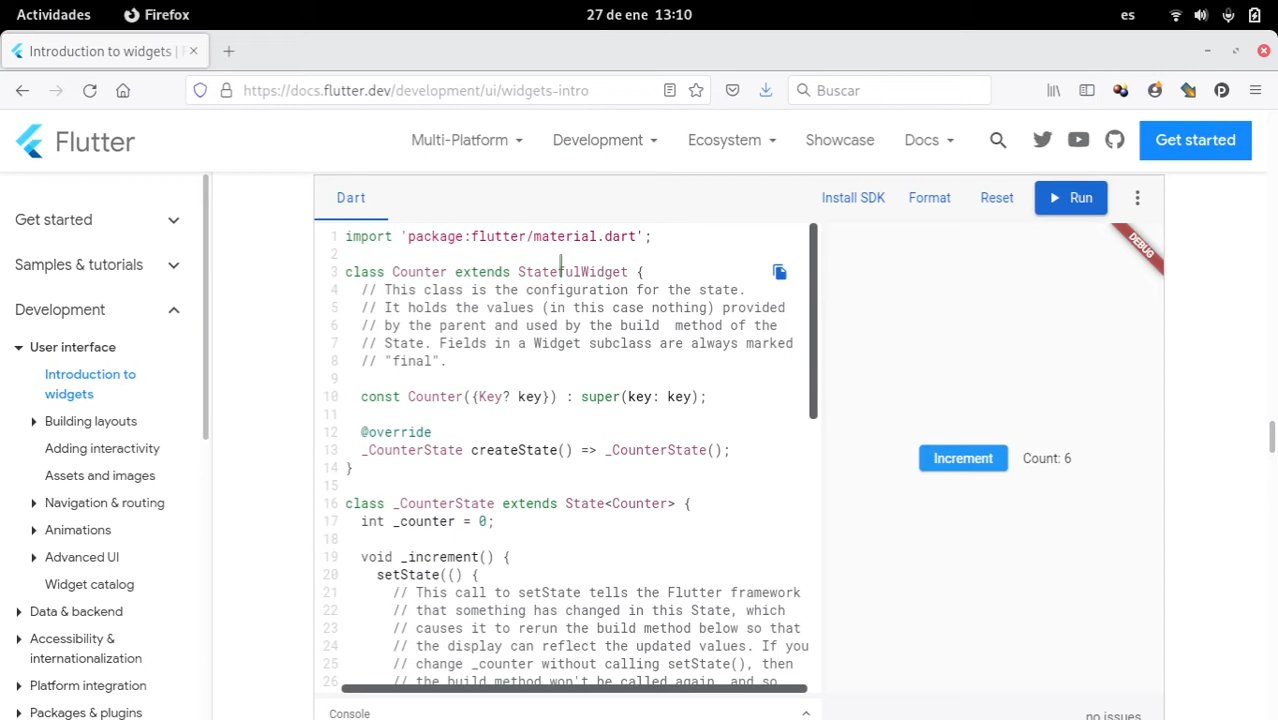 Actividades Firefox 27 de ene 13:10 es
Introduction to widgets |
https://docs.flutter.dev/development/ui/widgets-intro Buscar
Flutter Multi-Platform Development Ecosystem Showcase Docs Get started
Get started
Samples & tutorials
Development
User interface
Introduction to
widgets
Building layouts
Adding interactivity
Assets and images
Navigation & routing
Animations
Advanced UI
Widget catalog
Data & backend
Accessibility &
internationalization
Platform integration
Packages & plugins
Dart Install SDK Format Reset Run
1 import 'package:flutter/material.dart';
2
3 class Counter extends StatefulWidget {
4 // This class is the configuration for the state.
5 // It holds the values (in this case nothing) provided
6 // by the parent and used by the build  method of the
7 // State. Fields in a Widget subclass are always marked
8 // "final".
9
10 const Counter({Key? key}) : super(key: key);
11
12 @override
13 _CounterState createState() => _CounterState();
14 }
15
16 class _CounterState extends State<Counter> {
17 int _counter = 0;
18
19 void _increment() {
20 setState(() {
21 // This call to setState tells the Flutter framework
22 // that something has changed in this State, which
23 // causes it to rerun the build method below so that
24 // the display can reflect the updated values. If you
25 // change _counter without calling setState(), then
26 // the build method won't be called again, and so
DEBUG
Increment Count: 6
Console no issues